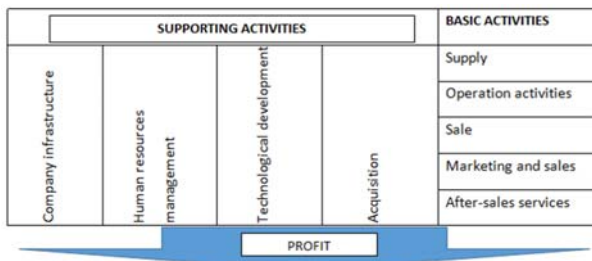 SUPPORTING ACTIVITIES
BASIC ACTIVITIES
Company infrastructure
Human resources
management
Technological development
Acquisition
Supply
Operation activities
Sale
Marketing and sales
After-sales services
PROFIT